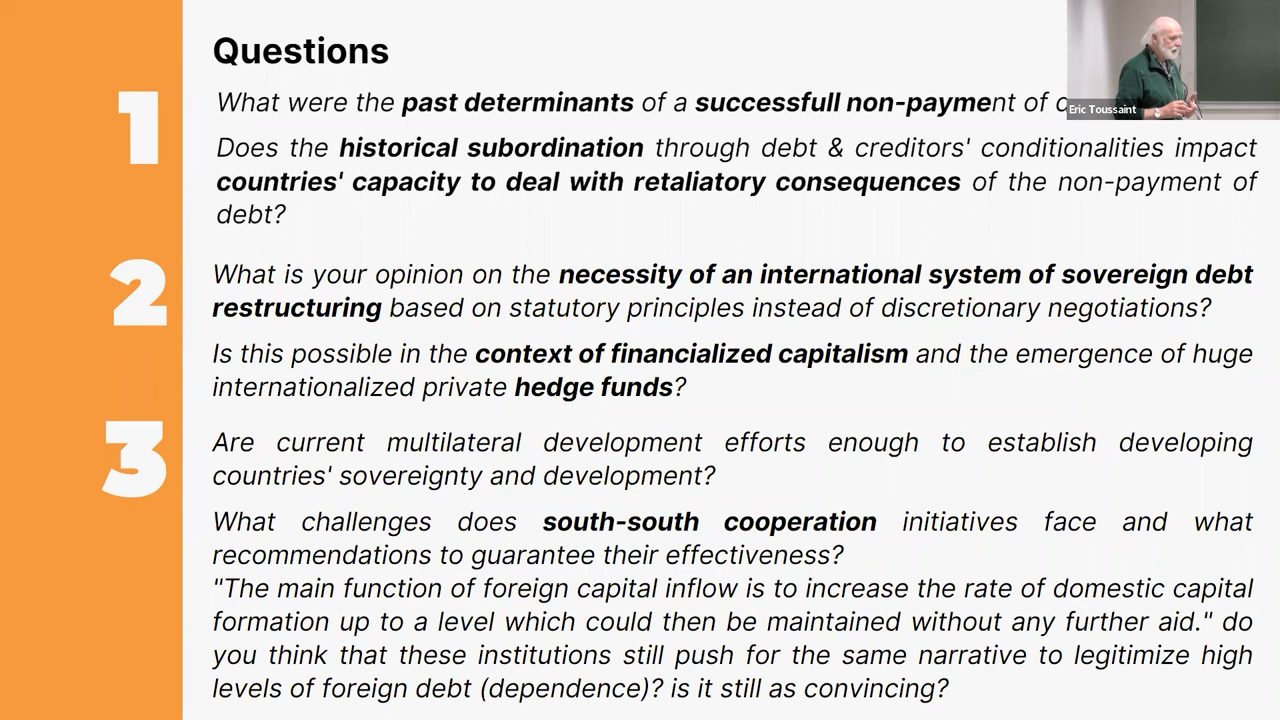 Questions
1
What were the past determinants of a successfull non-payment of
Eric Toussaint
Does the historical subordination through debt & creditors' conditionalities impact
countries' capacity to deal with retaliatory consequences of the non-payment of
debt?
2
What is your opinion on the necessity of an international system of sovereign debt
restructuring based on statutory principles instead of discretionary negotiations?
Is this possible in the context of financialized capitalism and the emergence of huge
internationalized private hedge funds?
3
Are current multilateral development efforts enough to establish developing
countries' sovereignty and development?
What challenges does south-south cooperation initiatives face and what
recommendations to guarantee their effectiveness?
"The main function of foreign capital inflow is to increase the rate of domestic capital
formation up to a level which could then be maintained without any further aid." do
you think that these institutions still push for the same narrative to legitimize high
levels of foreign debt (dependence)? is it still as convincing?